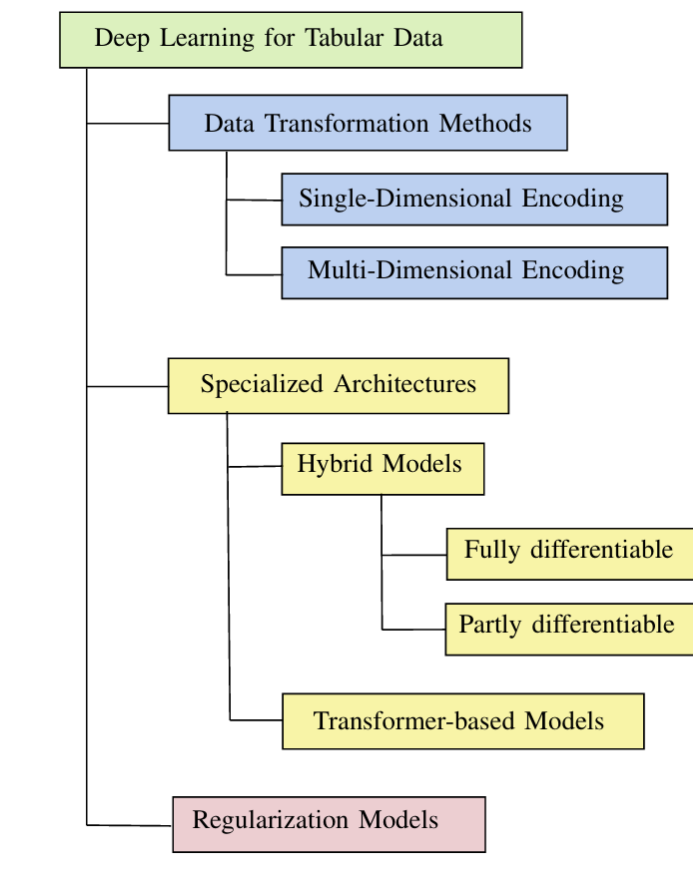 Deep Learning for Tabular Data
Data Transformation Methods
Single-Dimensional Encoding
Multi-Dimensional Encoding
Specialized Architectures
Hybrid Models
Fully differentiable
Partly differentiable
Transformer-based Models
Regularization Models